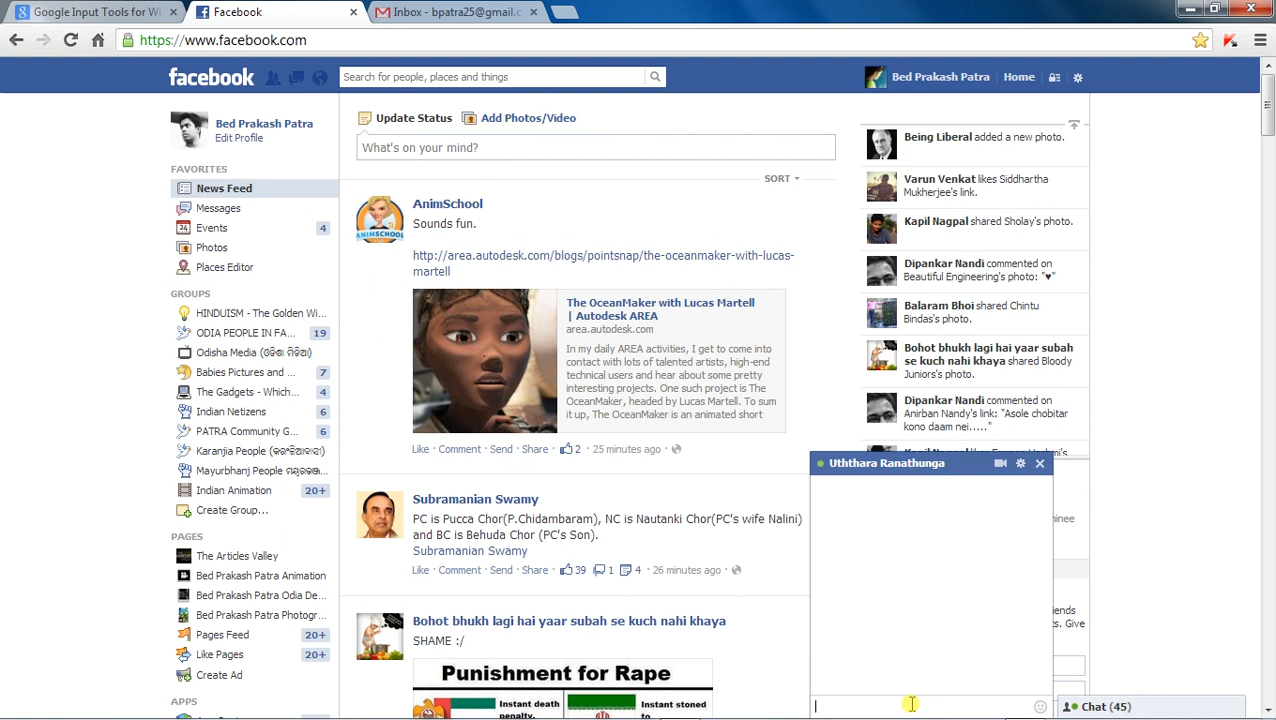 Google Input Tools for Wi
Facebook
Inbox - bpatra25@gmail.c
https://www.facebook.com
facebook
Search for people, places and things
Bed Prakash Patra
Home
Bed Prakash Patra
Edit Profile
FAVORITES
News Feed
Messages
Events 4
Photos
Places Editor
GROUPS
HINDUISM - The Golden Wi...
ODIA PEOPLE IN FA... 19
Odisha Media (ଓଡିଶା ମିଡିଆ)
Babies Pictures and ... 7
The Gadgets - Which... 4
Indian Netizens 6
PATRA Community G... 6
Karanjia People (କରଂଜିଆବାସୀ)
Mayurbhanj People
Indian Animation 20+
Create Group...
PAGES
The Articles Valley
Bed Prakash Patra Animation
Bed Prakash Patra Odia De...
Bed Prakash Patra Photogr...
Pages Feed 20+
Like Pages 20+
Create Ad
APPS
Update Status
Add Photos/Video
What's on your mind?
SORT
AnimSchool
Sounds fun.
http://area.autodesk.com/blogs/pointsnap/the-oceanmaker-with-lucas-
martell
ANIMSCHOOL
The OceanMaker with Lucas Martell
| Autodesk AREA
area.autodesk.com
In my daily AREA activities, I get to come into
contact with lots of talented artists, high-end
technical users and hear about some pretty
interesting projects. One such project is The
OceanMaker, headed by Lucas Martell. To sum
it up, The OceanMaker is an animated short
Like · Comment · Send · Share · 2 · 25 minutes ago ·
Subramanian Swamy
PC is Pucca Chor(P.Chidambaram), NC is Nautanki Chor(PC's wife Nalini)
and BC is Behuda Chor (PC's Son).
Subramanian Swamy
Like · Comment · Send · Share · 39 1 4 · 26 minutes ago ·
Bohot bhukh lagi hai yaar subah se kuch nahi khaya
SHAME :/
Punishment for Rape
Instant death
penalty.
Instant stoned
to
Being Liberal added a new photo.
Varun Venkat likes Siddhartha
Mukherjee's link.
Kapil Nagpal shared Sholay's photo.
Dipankar Nandi commented on
Beautiful Engineering's photo: "♥"
Balaram Bhoi shared Chintu
Bindas's photo.
Bohot bhukh lagi hai yaar subah
se kuch nahi khaya shared Bloody
Juniors's photo.
Dipankar Nandi commented on
Anirban Nandy's link: "Asole chobitar
kono daam nei....."
Uththara Ranathunga
minee
iends
ts. Give
Chat (45)